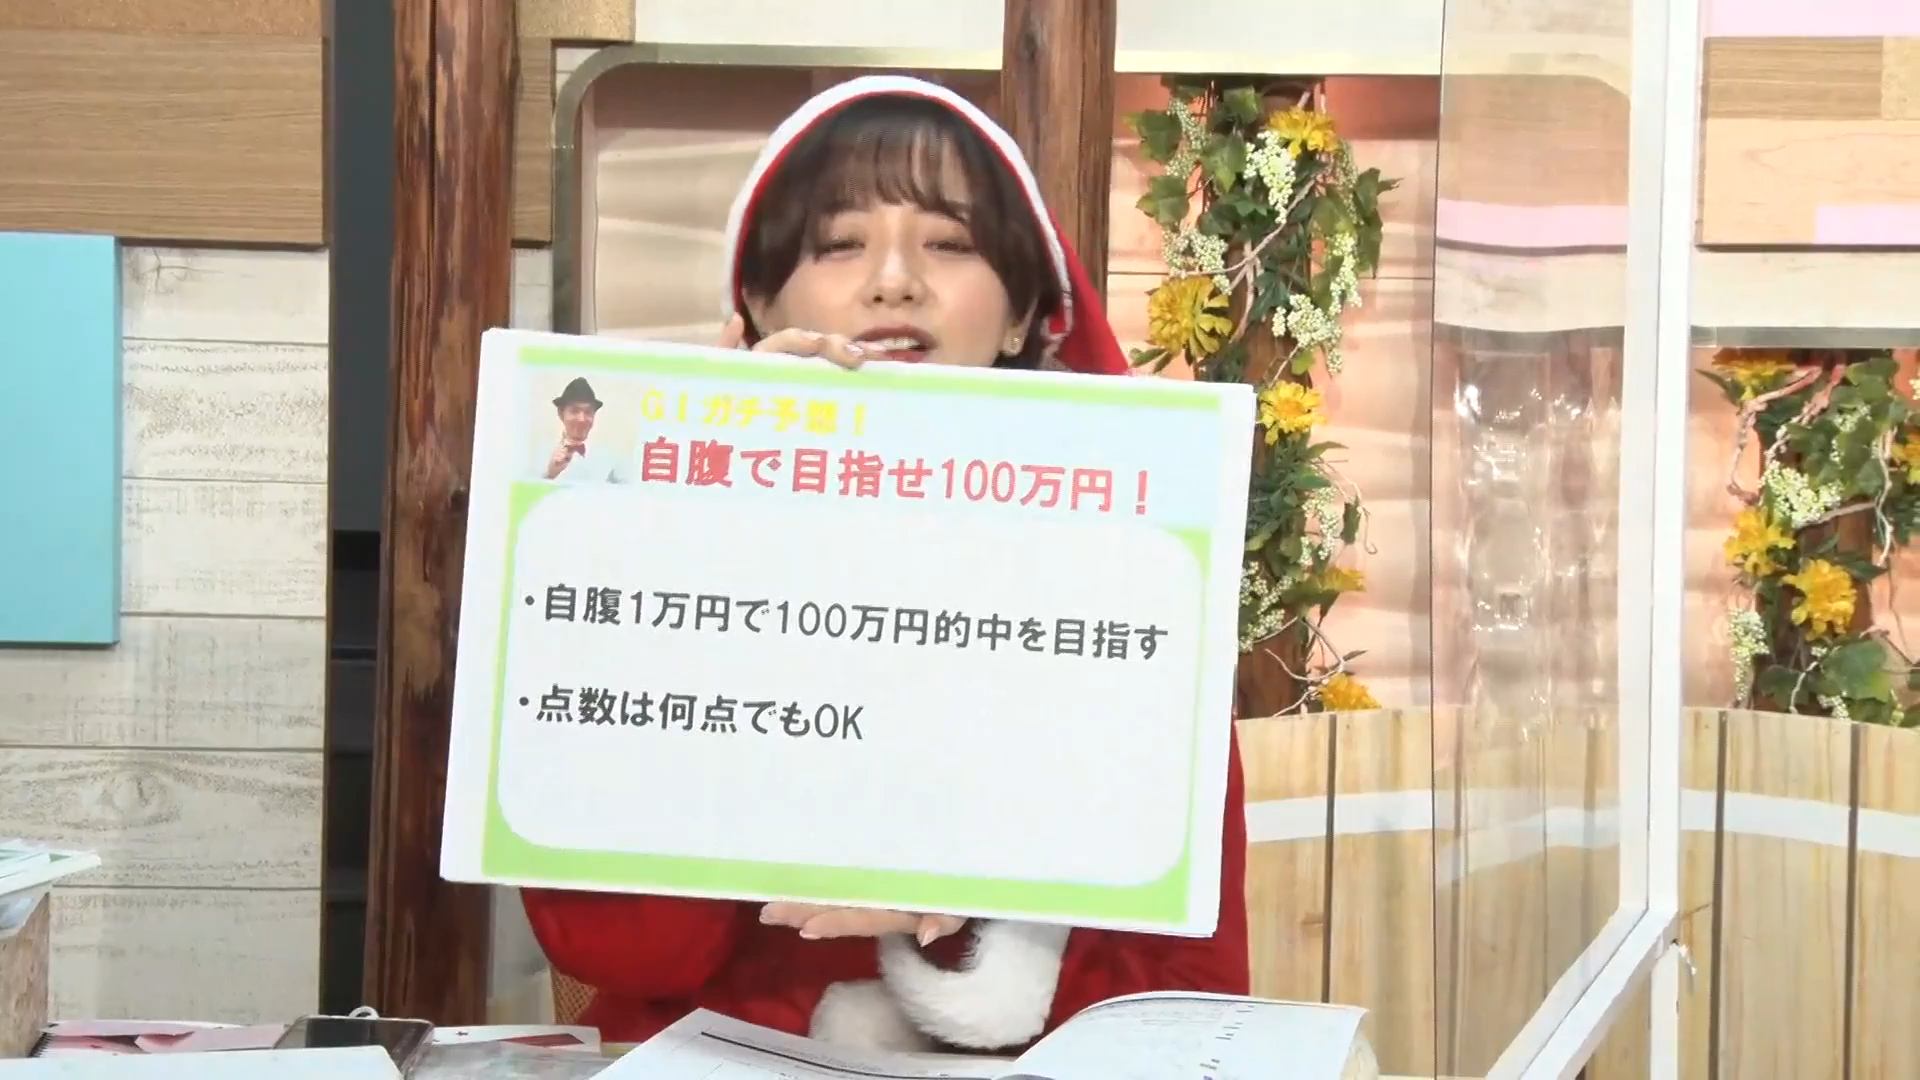 GⅠガチ予想！
自腹で目指せ100万円！
・自腹1万円で100万円的中を目指す
・点数は何点でもOK